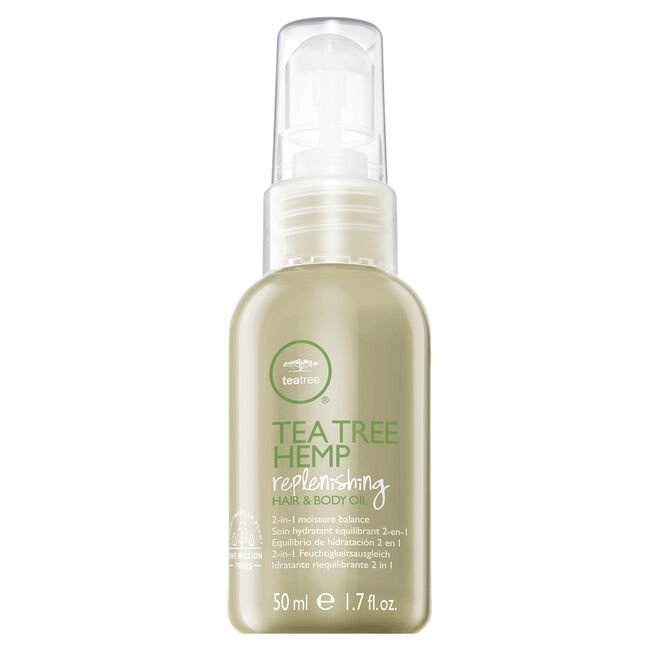 teatree
®
TEA TREE
HEMP
replenishing
HAIR & BODY OIL
2-in-1 moisture balance
Soin hydratant équilibrant 2-en-1
Equilibrio de hidratación 2 en 1
2-in-1 Feuchtigkeitsausgleich
Idratante riequilibrante 2 in 1
MILLION
TREES
50 ml ℮ 1.7 fl. oz.